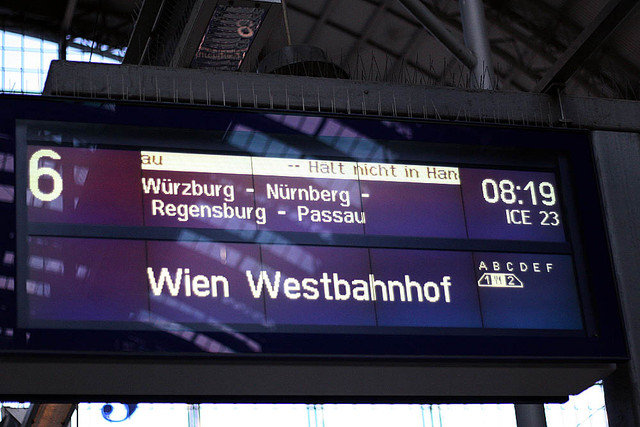 6
au -- Halt nicht in Han
Würzburg - Nürnberg -
Regensburg - Passau
08:19
ICE 23
Wien Westbahnhof
A B C D E F
1 2